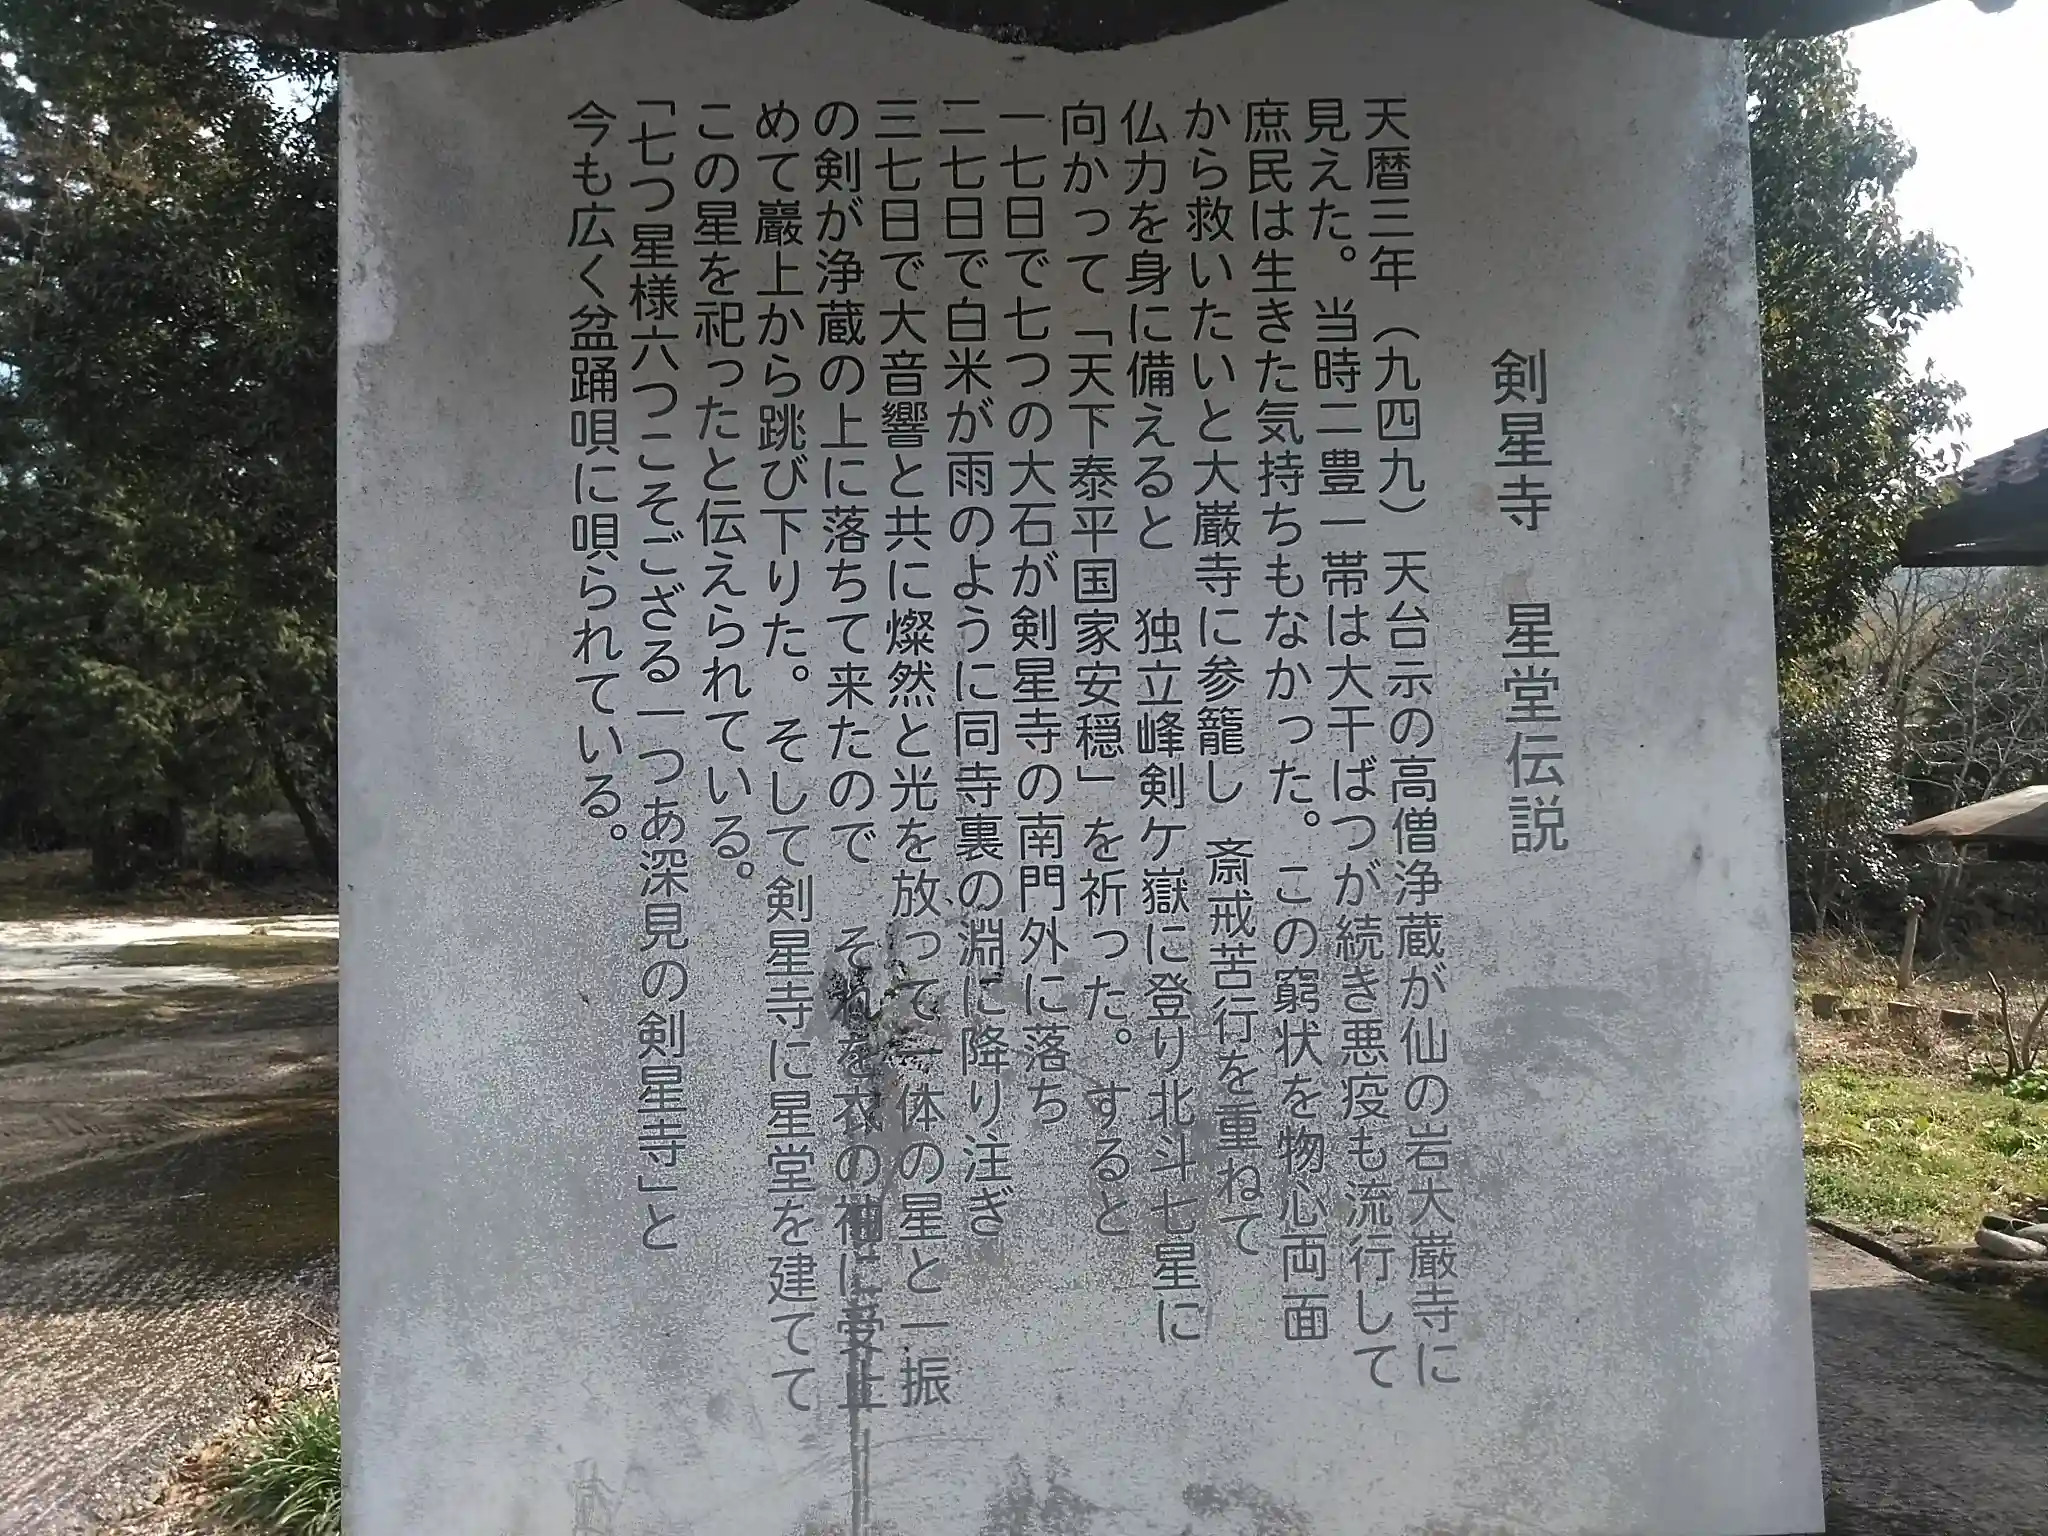 剣星寺　星堂伝説
天暦三年（九四九）天台示の高僧浄蔵が仙の岩大巌寺に
見えた。当時二豊一帯は大干ばつが続き悪疫も流行して
庶民は生きた気持ちもなかった。この窮状を物心両面
から救いたいと大巌寺に参籠し　斎戒苦行を重ねて
仏力を身に備えると　独立峰剣ケ嶽に登り北斗七星に
向かって「天下泰平国家安穏」を祈った。すると
一七日で七つの大石が剣星寺の南門外に落ち
二七日で白米が雨のように同寺裏の淵に降り注ぎ
三七日で大音響と共に燦然と光を放って一体の星と一振
の剣が浄蔵の上に落ちて来たので　それを衣の袖に受止
めて巖上から跳び下りた。そして剣星寺に星堂を建てて
この星を祀ったと伝えられている。
「七つ星様六つこそござる一つあ深見の剣星寺」と
今も広く盆踊唄に唄られている。